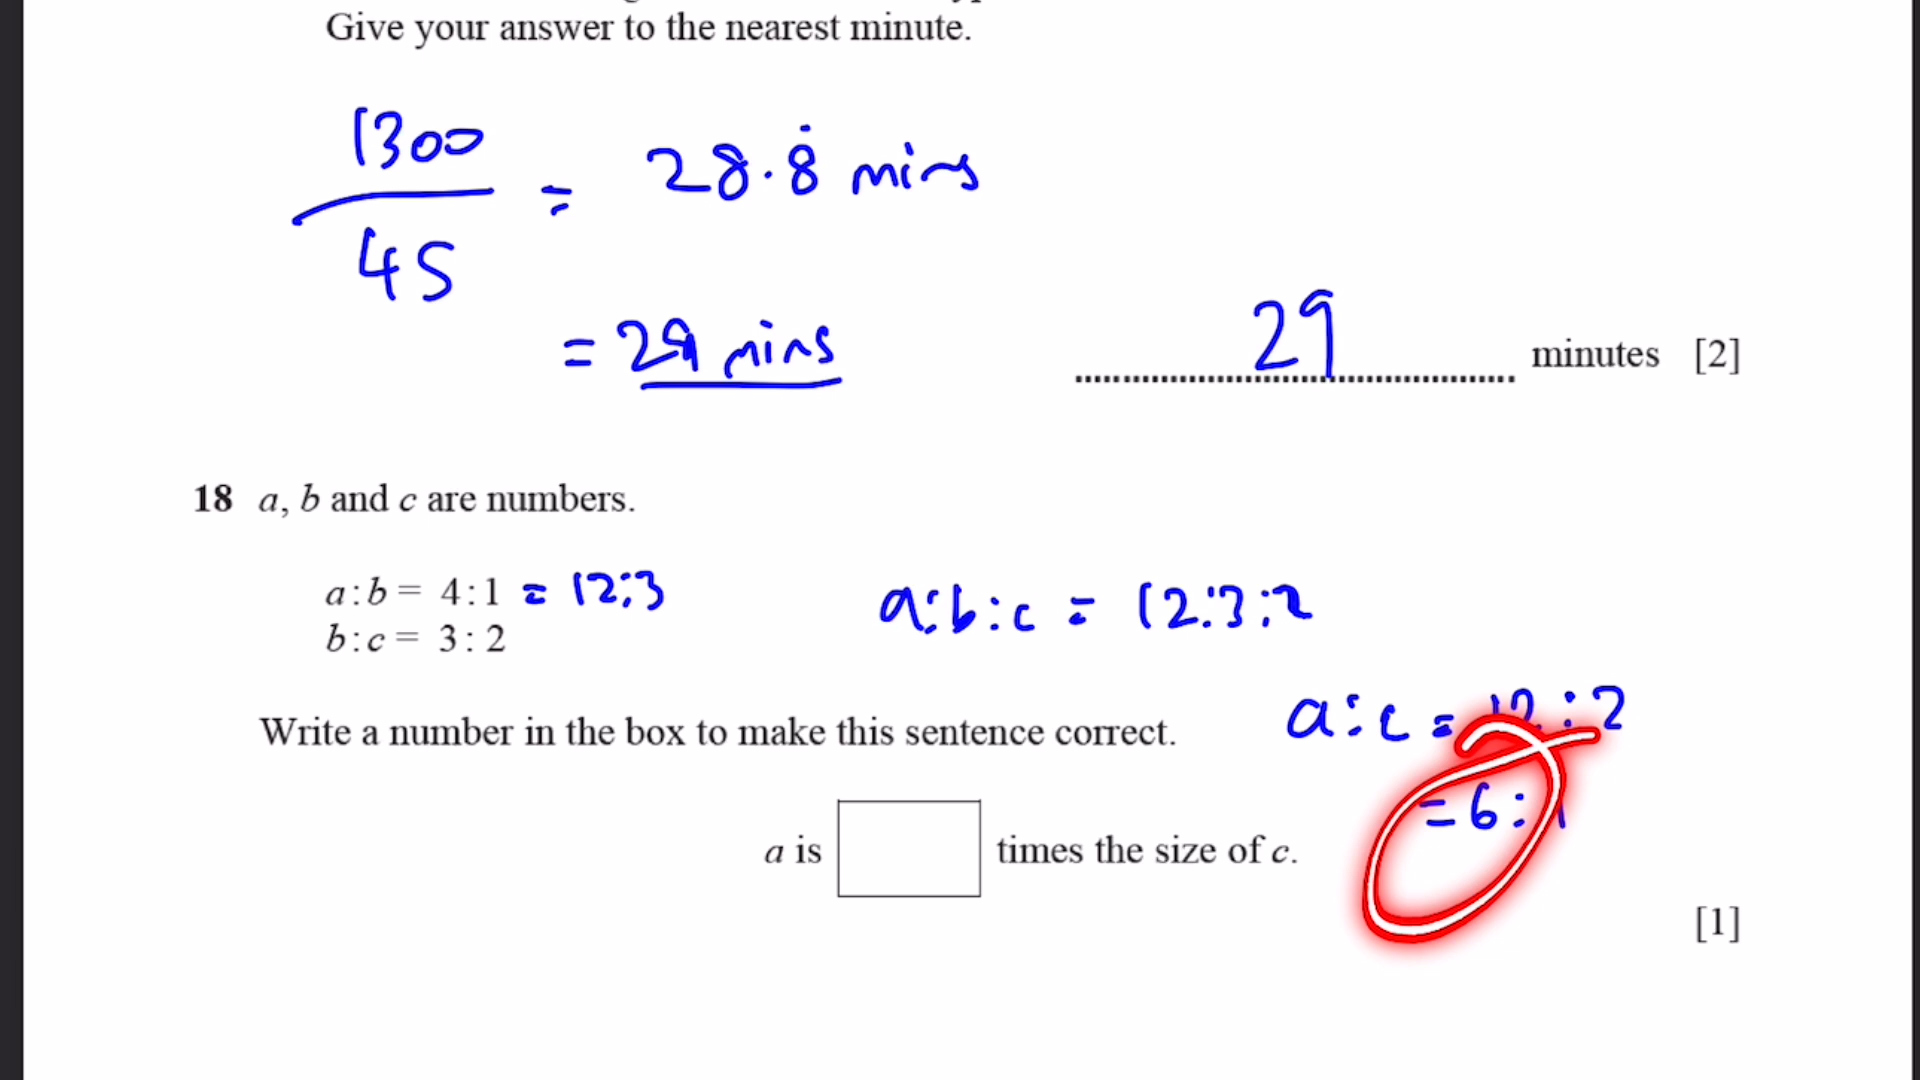 Give your answer to the nearest minute.
1300
45
= 28.8̇ mins
= 29 mins
29
minutes [2]
18 a, b and c are numbers.
a : b = 4 : 1 = 12:3
b : c = 3 : 2
a:b:c = 12:3:2
Write a number in the box to make this sentence correct.
a:c = 12:2
= 6:1
a is times the size of c.
[1]